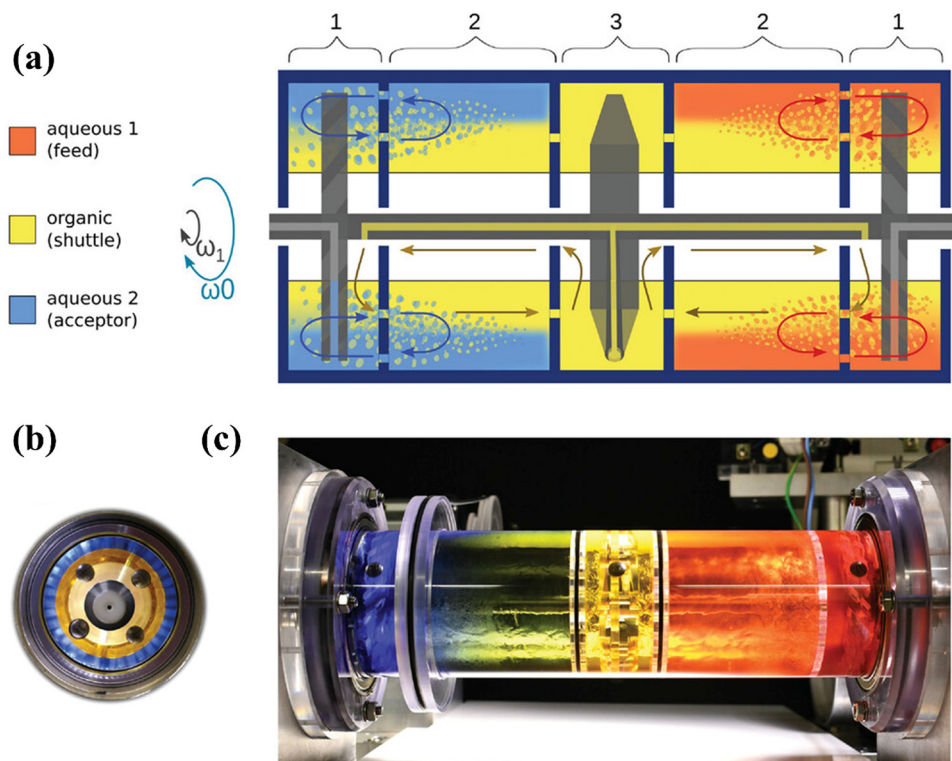 (a)
1 2 3 2 1
aqueous 1
(feed)
organic
(shuttle)
aqueous 2
(acceptor)
ω1
ω0
(b)
(c)